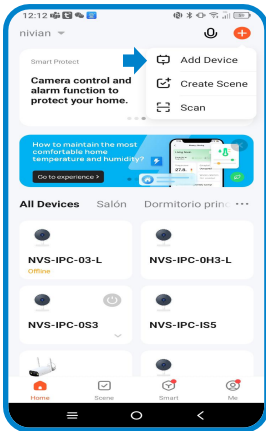 12:12
nivian
Add Device
Create Scene
Scan
Smart Protect
Camera control and
alarm function to
protect your home.
How to maintain the most
comfortable home
temperature and humidity?
Go to experience >
All Devices Salón Dormitorio princ
NVS-IPC-03-L
Offline
NVS-IPC-0H3-L
NVS-IPC-0S3
NVS-IPC-IS5
Home Scene Smart Me